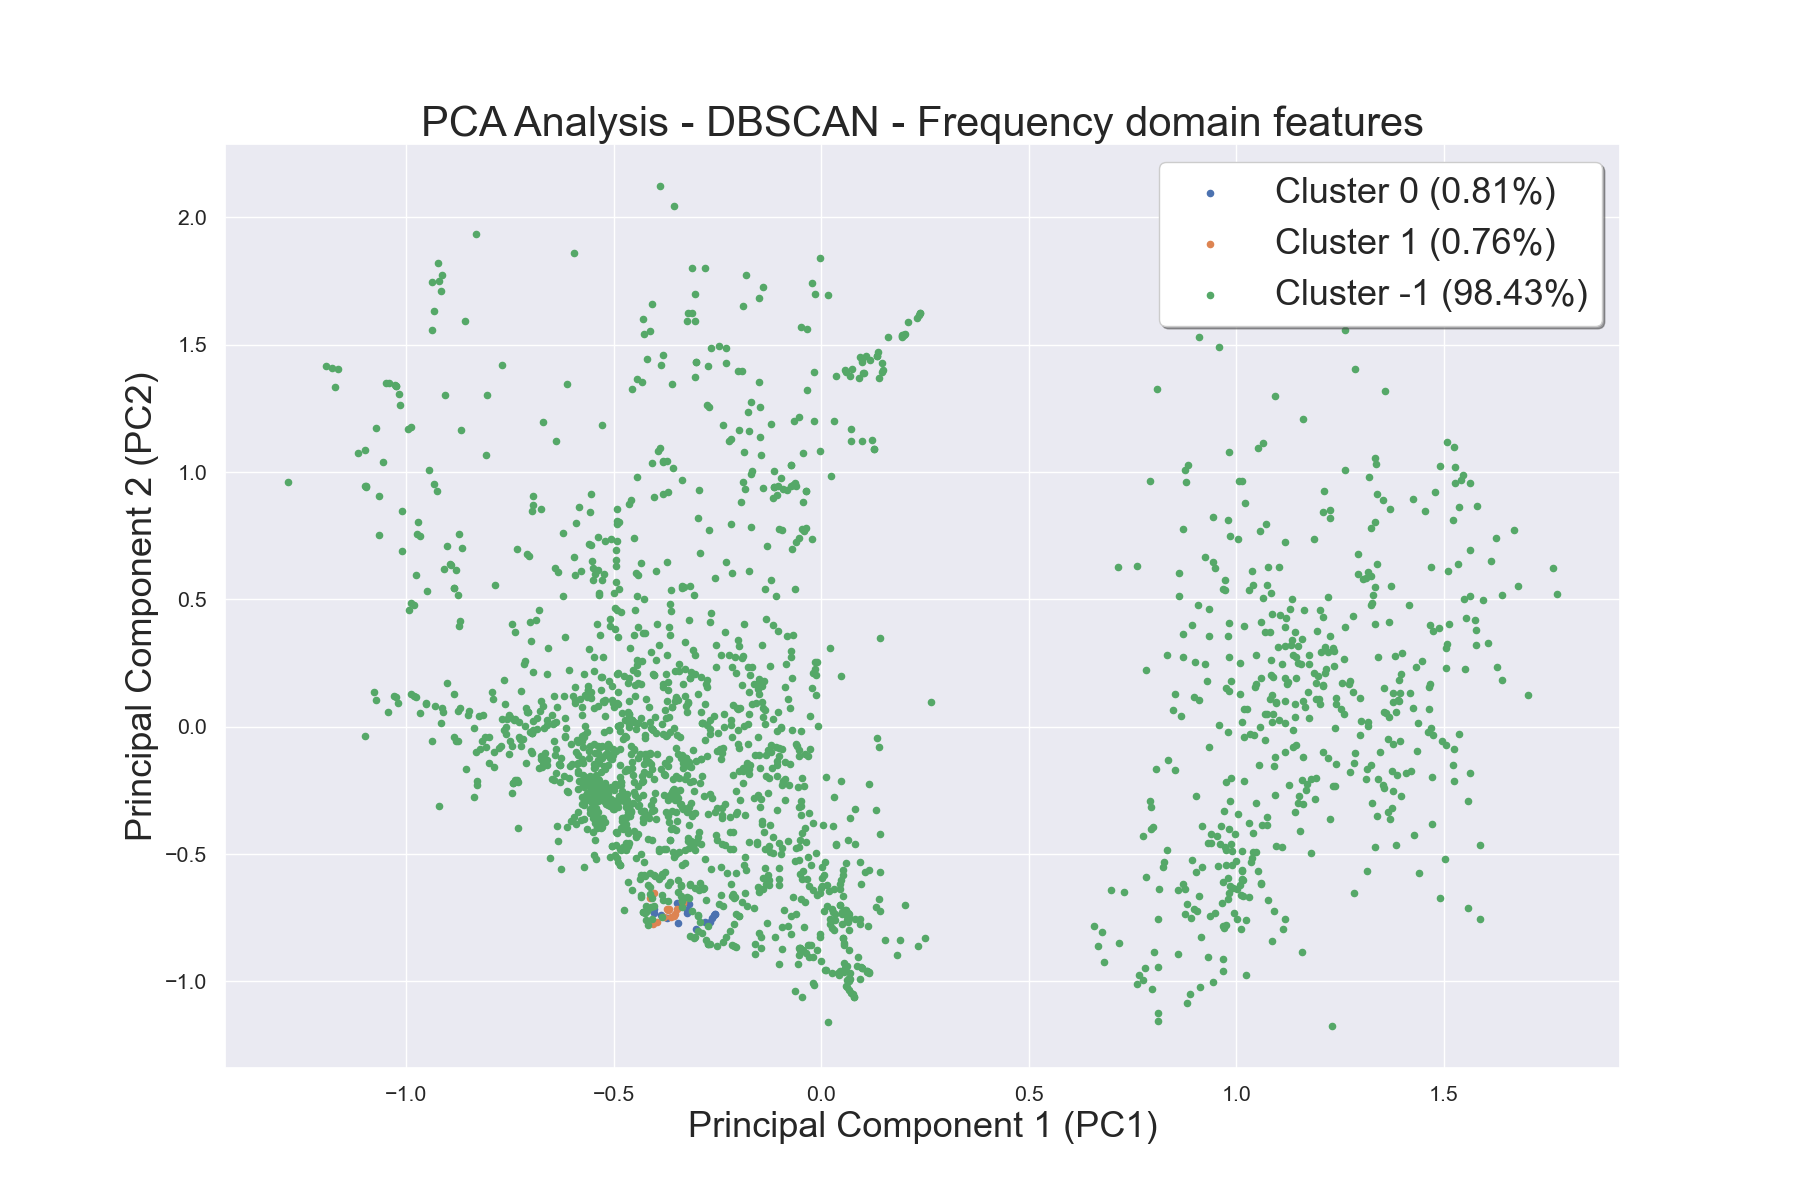 PCA Analysis - DBSCAN - Frequency domain features
Cluster 0 (0.81%)
Cluster 1 (0.76%)
Cluster -1 (98.43%)
Principal Component 2 (PC2)
2.0
1.5
1.0
0.5
0.0
−0.5
−1.0
−1.0 −0.5 0.0 0.5 1.0 1.5
Principal Component 1 (PC1)